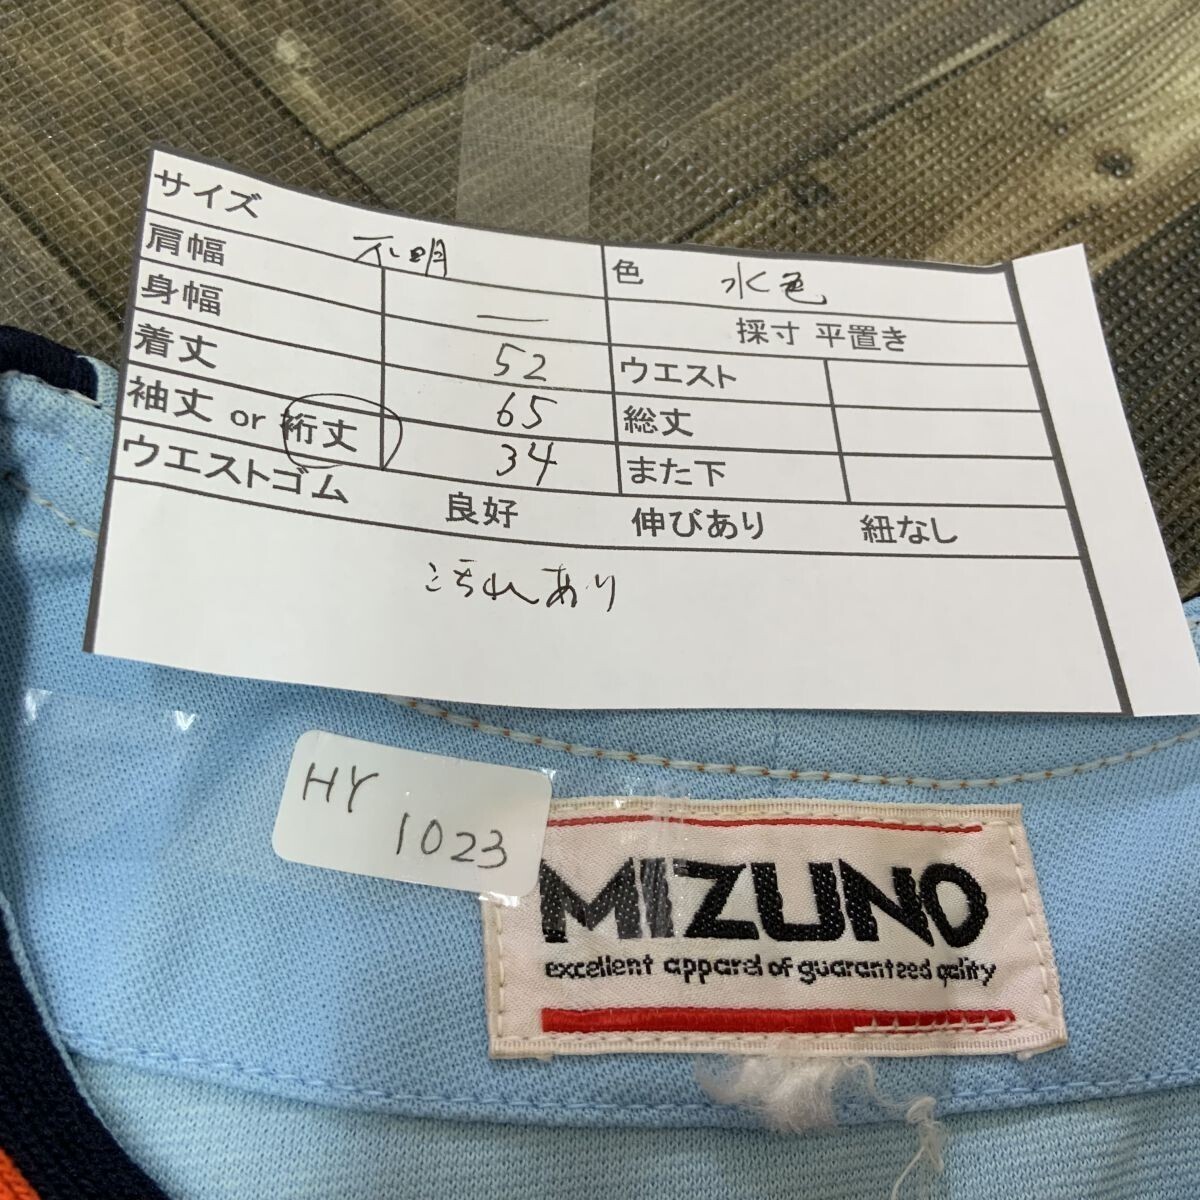 サイズ 不明 色 水色
肩幅 — 採寸 平置き
身幅 52 ウエスト
着丈 65 総丈
袖丈 or 裄丈 34 また下
ウエストゴム 良好 伸びあり 紐なし
汚れあり
HY
1023
MIZUNO
excellent apparel of guaranteed qality